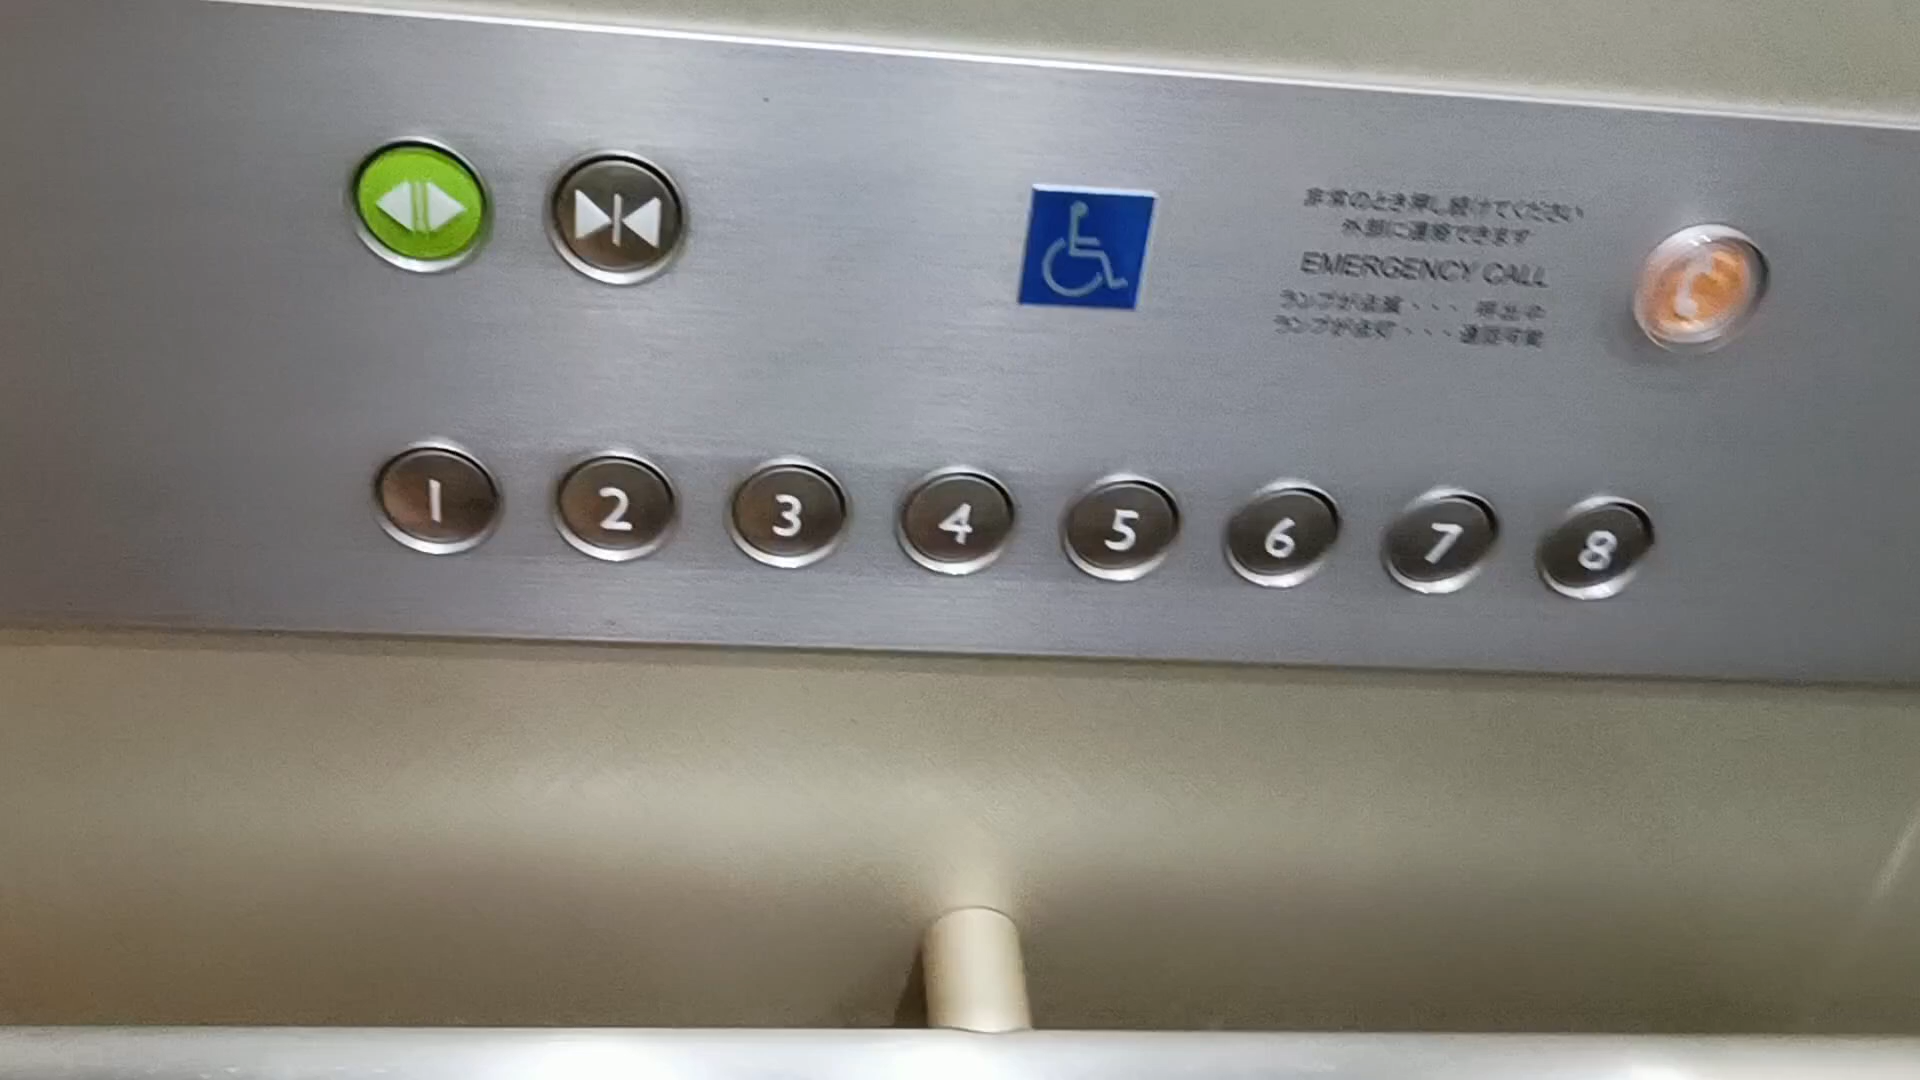 非常のとき押し続けてください
外部に連絡できます
EMERGENCY CALL
ランプが点滅・・・呼出中
ランプが点灯・・・通話可能
1 2 3 4 5 6 7 8